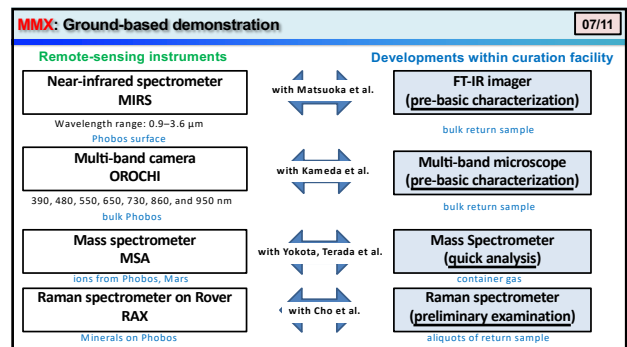 MMX: Ground-based demonstration
07/11
Remote-sensing instruments
Developments within curation facility
Near-infrared spectrometer
MIRS
with Matsuoka et al.
FT-IR imager
(pre-basic characterization)
Wavelength range: 0.9–3.6 μm
Phobos surface
bulk return sample
Multi-band camera
OROCHI
with Kameda et al.
Multi-band microscope
(pre-basic characterization)
390, 480, 550, 650, 730, 860, and 950 nm
bulk Phobos
bulk return sample
Mass spectrometer
MSA
with Yokota, Terada et al.
Mass Spectrometer
(quick analysis)
ions from Phobos, Mars
container gas
Raman spectrometer on Rover
RAX
with Cho et al.
Raman spectrometer
(preliminary examination)
Minerals on Phobos
aliquots of return sample